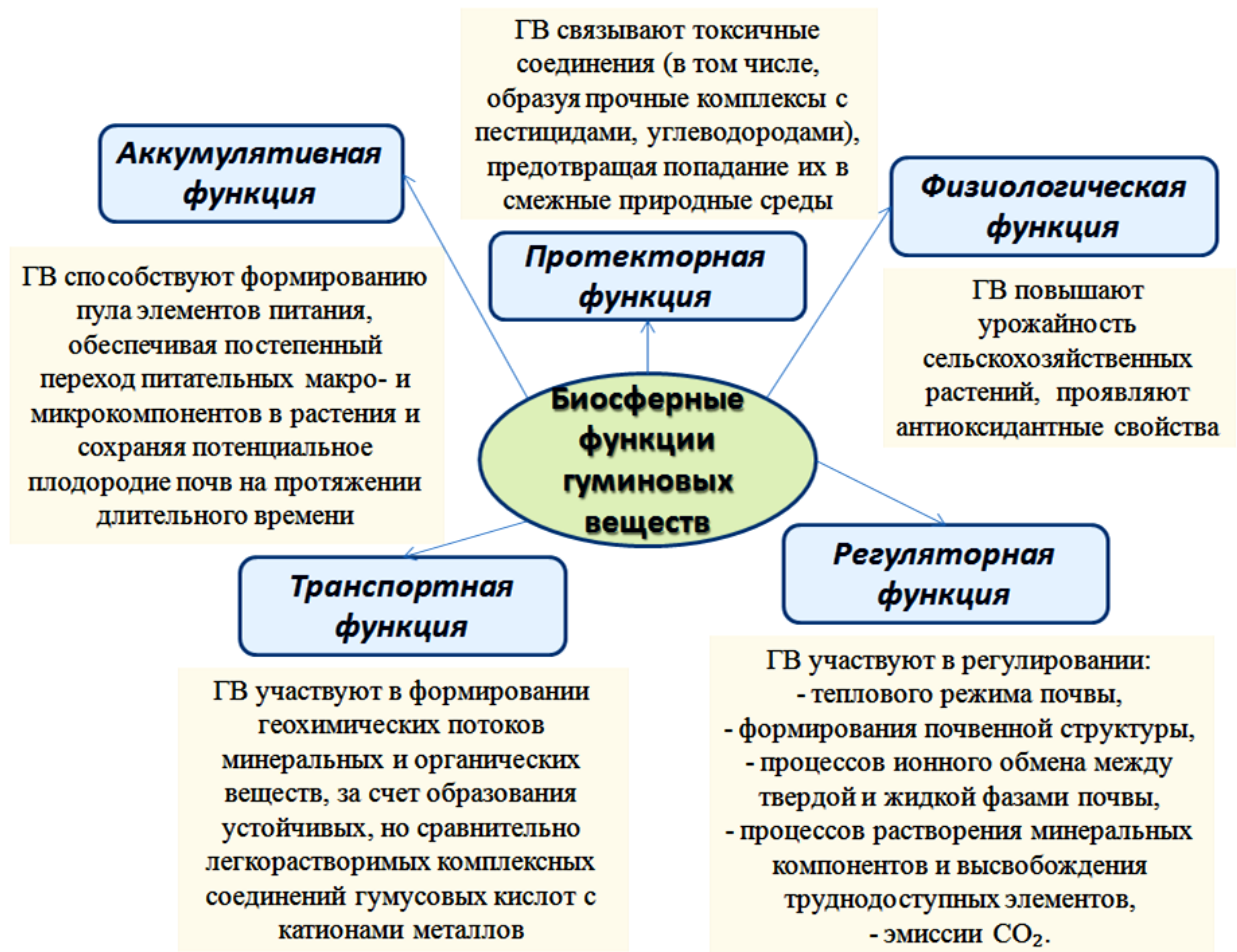 ГВ связывают токсичные
соединения (в том числе,
образуя прочные комплексы с
пестицидами, углеводородами),
предотвращая попадание их в
смежные природные среды
Аккумулятивная
функция
Физиологическая
функция
Протекторная
функция
ГВ способствуют формированию
пула элементов питания,
обеспечивая постепенный
переход питательных макро- и
микрокомпонентов в растения и
сохраняя потенциальное
плодородие почв на протяжении
длительного времени
ГВ повышают
урожайность
сельскохозяйственных
растений, проявляют
антиоксидантные свойства
Биосферные
функции
гуминовых
веществ
Транспортная
функция
Регуляторная
функция
ГВ участвуют в формировании
геохимических потоков
минеральных и органических
веществ, за счет образования
устойчивых, но сравнительно
легкорастворимых комплексных
соединений гумусовых кислот с
катионами металлов
ГВ участвуют в регулировании:
- теплового режима почвы,
- формирования почвенной структуры,
- процессов ионного обмена между
твердой и жидкой фазами почвы,
- процессов растворения минеральных
компонентов и высвобождения
труднодоступных элементов,
- эмиссии CO₂.